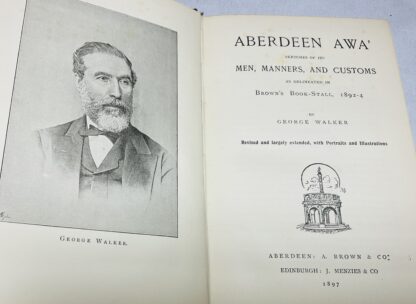 GEORGE WALKER.
ABERDEEN AWA'
SKETCHES OF ITS
MEN, MANNERS, AND CUSTOMS
AS DELINEATED IN
BROWN'S BOOK-STALL, 1892-4
BY
GEORGE WALKER
Revised and largely extended, with Portraits and Illustrations
ABERDEEN: A. BROWN & CO.
EDINBURGH: J. MENZIES & CO
1897